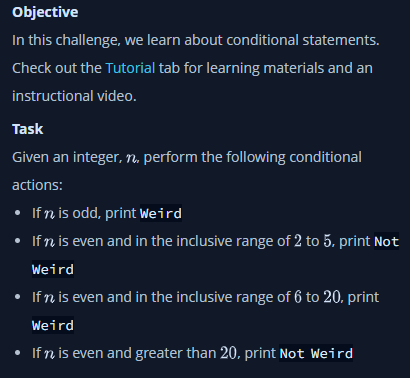 Objective
In this challenge, we learn about conditional statements.
Check out the Tutorial tab for learning materials and an
instructional video.
Task
Given an integer, n, perform the following conditional
actions:
• If n is odd, print Weird
• If n is even and in the inclusive range of 2 to 5, print Not
Weird
• If n is even and in the inclusive range of 6 to 20, print
Weird
• If n is even and greater than 20, print Not Weird